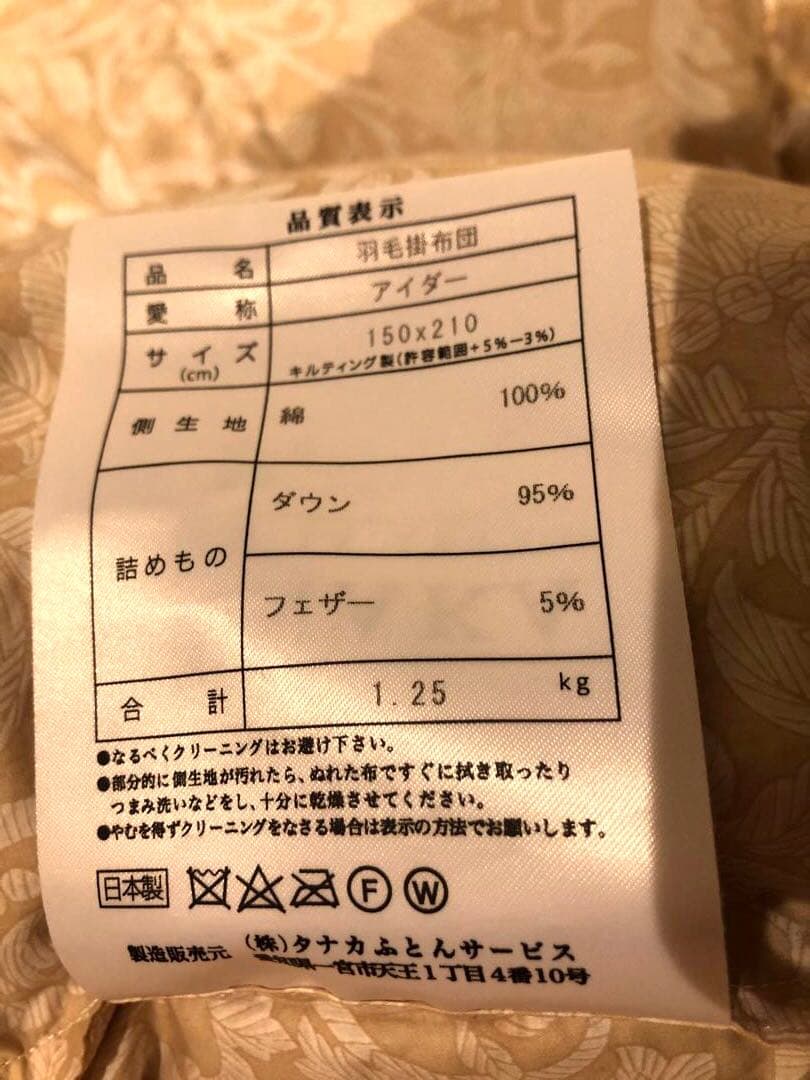 品質表示
品名 羽毛掛布団
愛称 アイダー
サイズ(cm) 150x210
キルティング製(許容範囲+5%−3%)
側生地 綿 100%
詰めもの ダウン 95%
フェザー 5%
合計 1.25 kg
●なるべくクリーニングはお避け下さい。
●部分的に側生地が汚れたら、ぬれた布ですぐに拭き取ったり
つまみ洗いなどをし、十分に乾燥させてください。
●やむを得ずクリーニングをなさる場合は表示の方法でお願いします。
日本製 F W
製造販売元 (株)タナカふとんサービス
一宮市天王1丁目4番10号